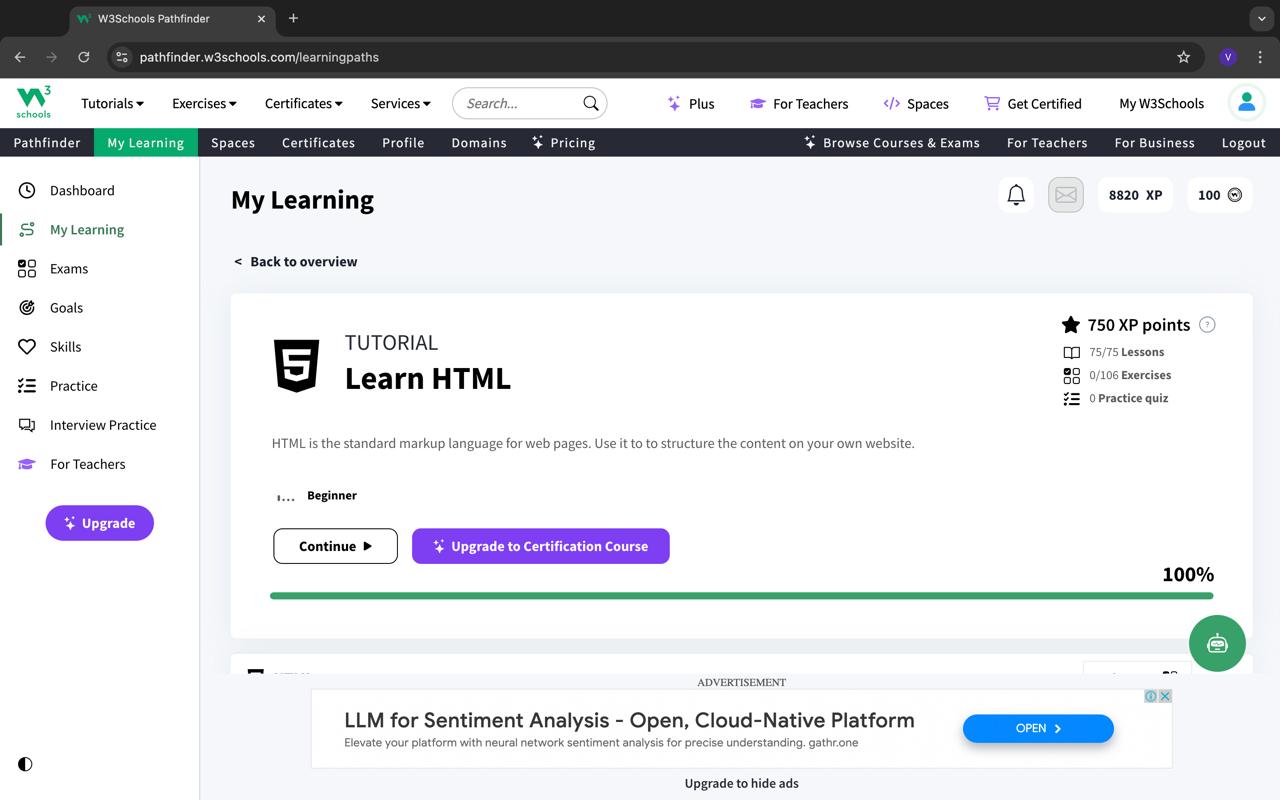 W3Schools Pathfinder
pathfinder.w3schools.com/learningpaths
V
W3 schools
Tutorials Exercises Certificates Services Search... Plus For Teachers Spaces Get Certified My W3Schools
Pathfinder My Learning Spaces Certificates Profile Domains Pricing Browse Courses & Exams For Teachers For Business Logout
Dashboard
My Learning
Exams
Goals
Skills
Practice
Interview Practice
For Teachers
Upgrade
My Learning
8820 XP 100
< Back to overview
TUTORIAL
Learn HTML
750 XP points ?
75/75 Lessons
0/106 Exercises
0 Practice quiz
HTML is the standard markup language for web pages. Use it to to structure the content on your own website.
Beginner
Continue Upgrade to Certification Course
100%
ADVERTISEMENT
LLM for Sentiment Analysis - Open, Cloud-Native Platform
Elevate your platform with neural network sentiment analysis for precise understanding. gathr.one
OPEN
Upgrade to hide ads